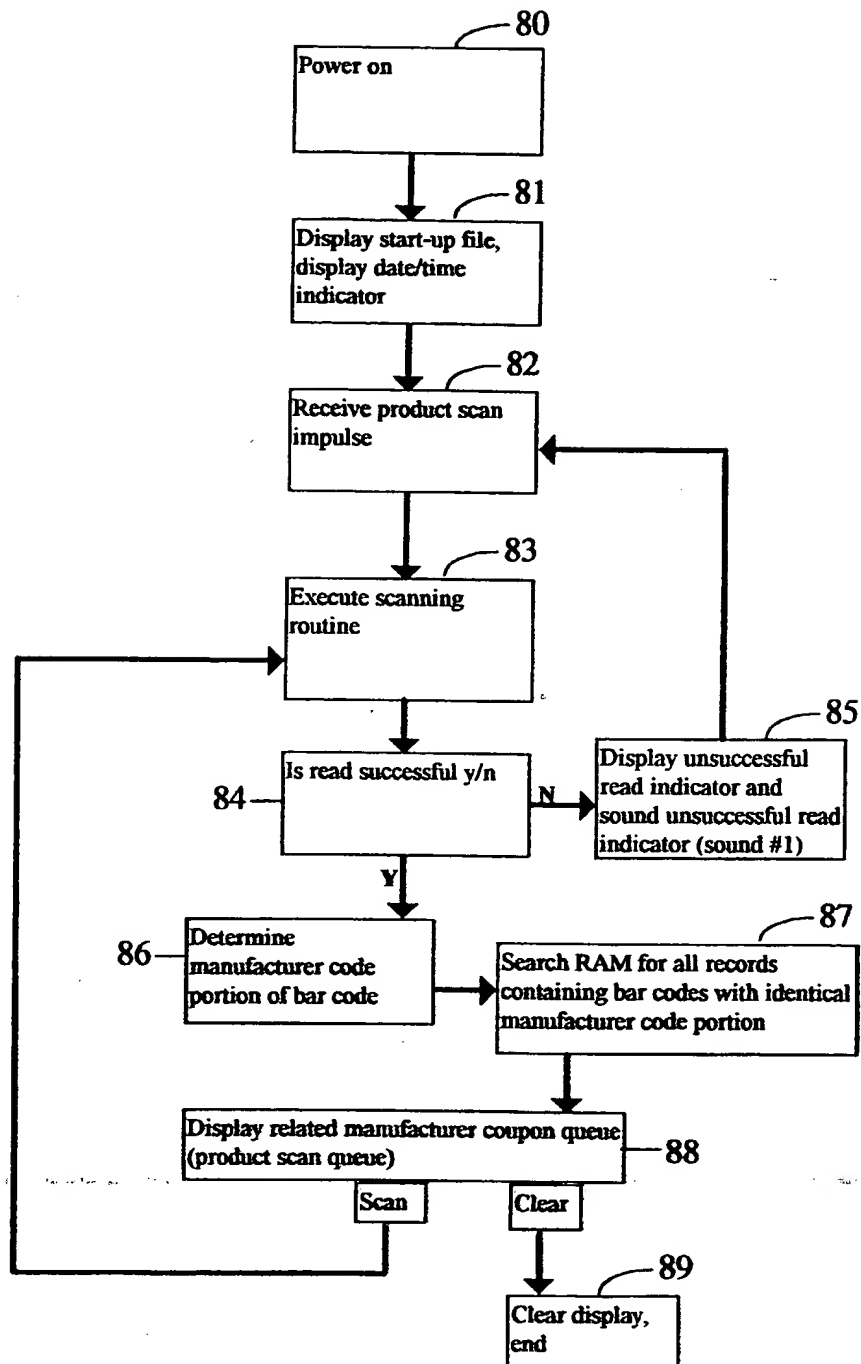 80
Power on
81
Display start-up file,
display date/time
indicator
82
Receive product scan
impulse
83
Execute scanning
routine
84
Is read successful y/n
N
85
Display unsuccessful
read indicator and
sound unsuccessful read
indicator (sound #1)
Y
86
Determine
manufacturer code
portion of bar code
87
Search RAM for all records
containing bar codes with identical
manufacturer code portion
Display related manufacturer coupon queue
(product scan queue)
88
Scan
Clear
89
Clear display,
end